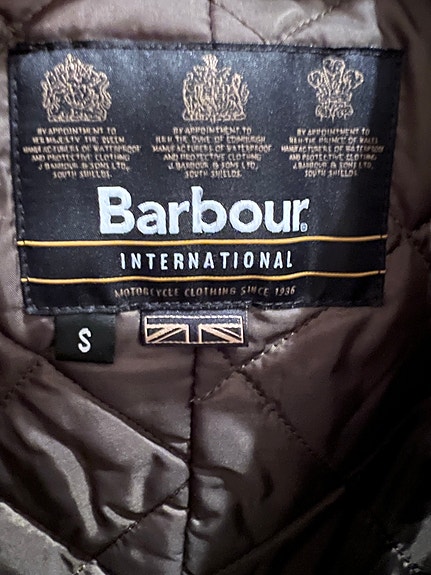 BY APPOINTMENT TO
HER MAJESTY THE QUEEN
MANUFACTURERS OF WATERPROOF
AND PROTECTIVE CLOTHING
J.BARBOUR & SONS LTD.
SOUTH SHIELDS.
BY APPOINTMENT TO
H.R.H. THE DUKE OF EDINBURGH
MANUFACTURERS OF WATERPROOF
AND PROTECTIVE CLOTHING
J.BARBOUR & SONS LTD.
SOUTH SHIELDS.
BY APPOINTMENT TO
H.R.H. THE PRINCE OF WALES
MANUFACTURERS OF WATERPROOF
AND PROTECTIVE CLOTHING
J.BARBOUR & SONS LTD.
SOUTH SHIELDS.
Barbour®
INTERNATIONAL
MOTORCYCLE CLOTHING SINCE 1936
S